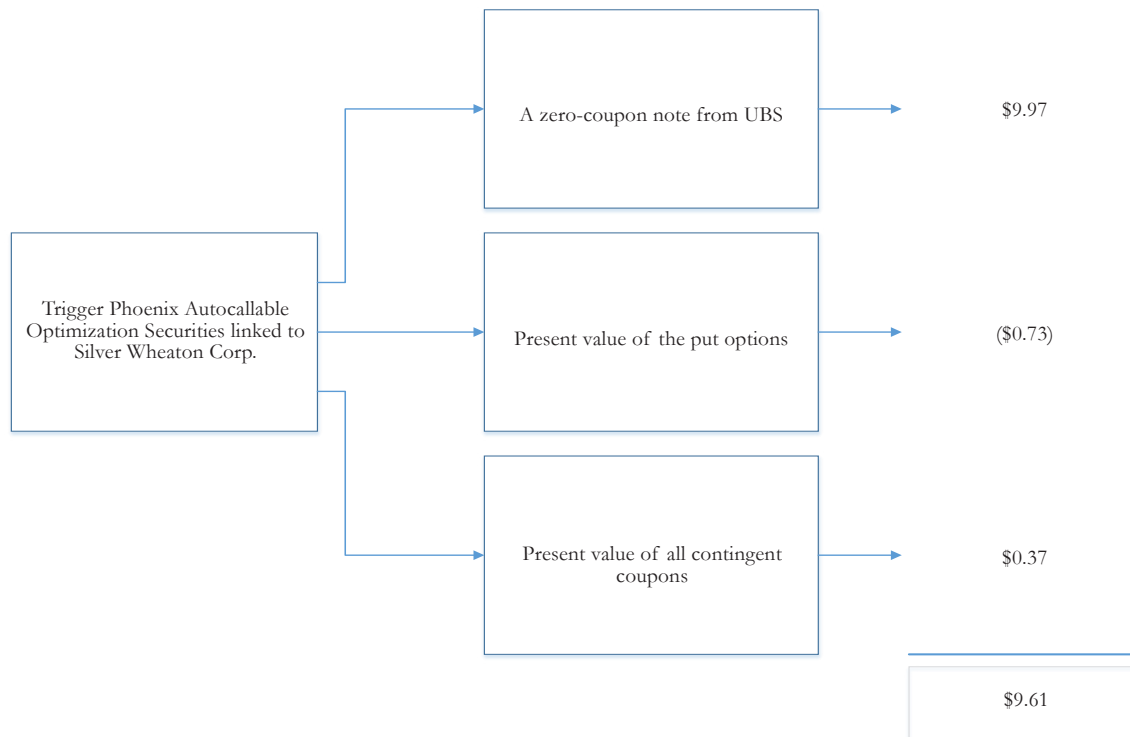 A zero-coupon note from UBS
$9.97
Trigger Phoenix Autocallable
Optimization Securities linked to
Silver Wheaton Corp.
Present value of the put options
($0.73)
Present value of all contingent
coupons
$0.37
$9.61